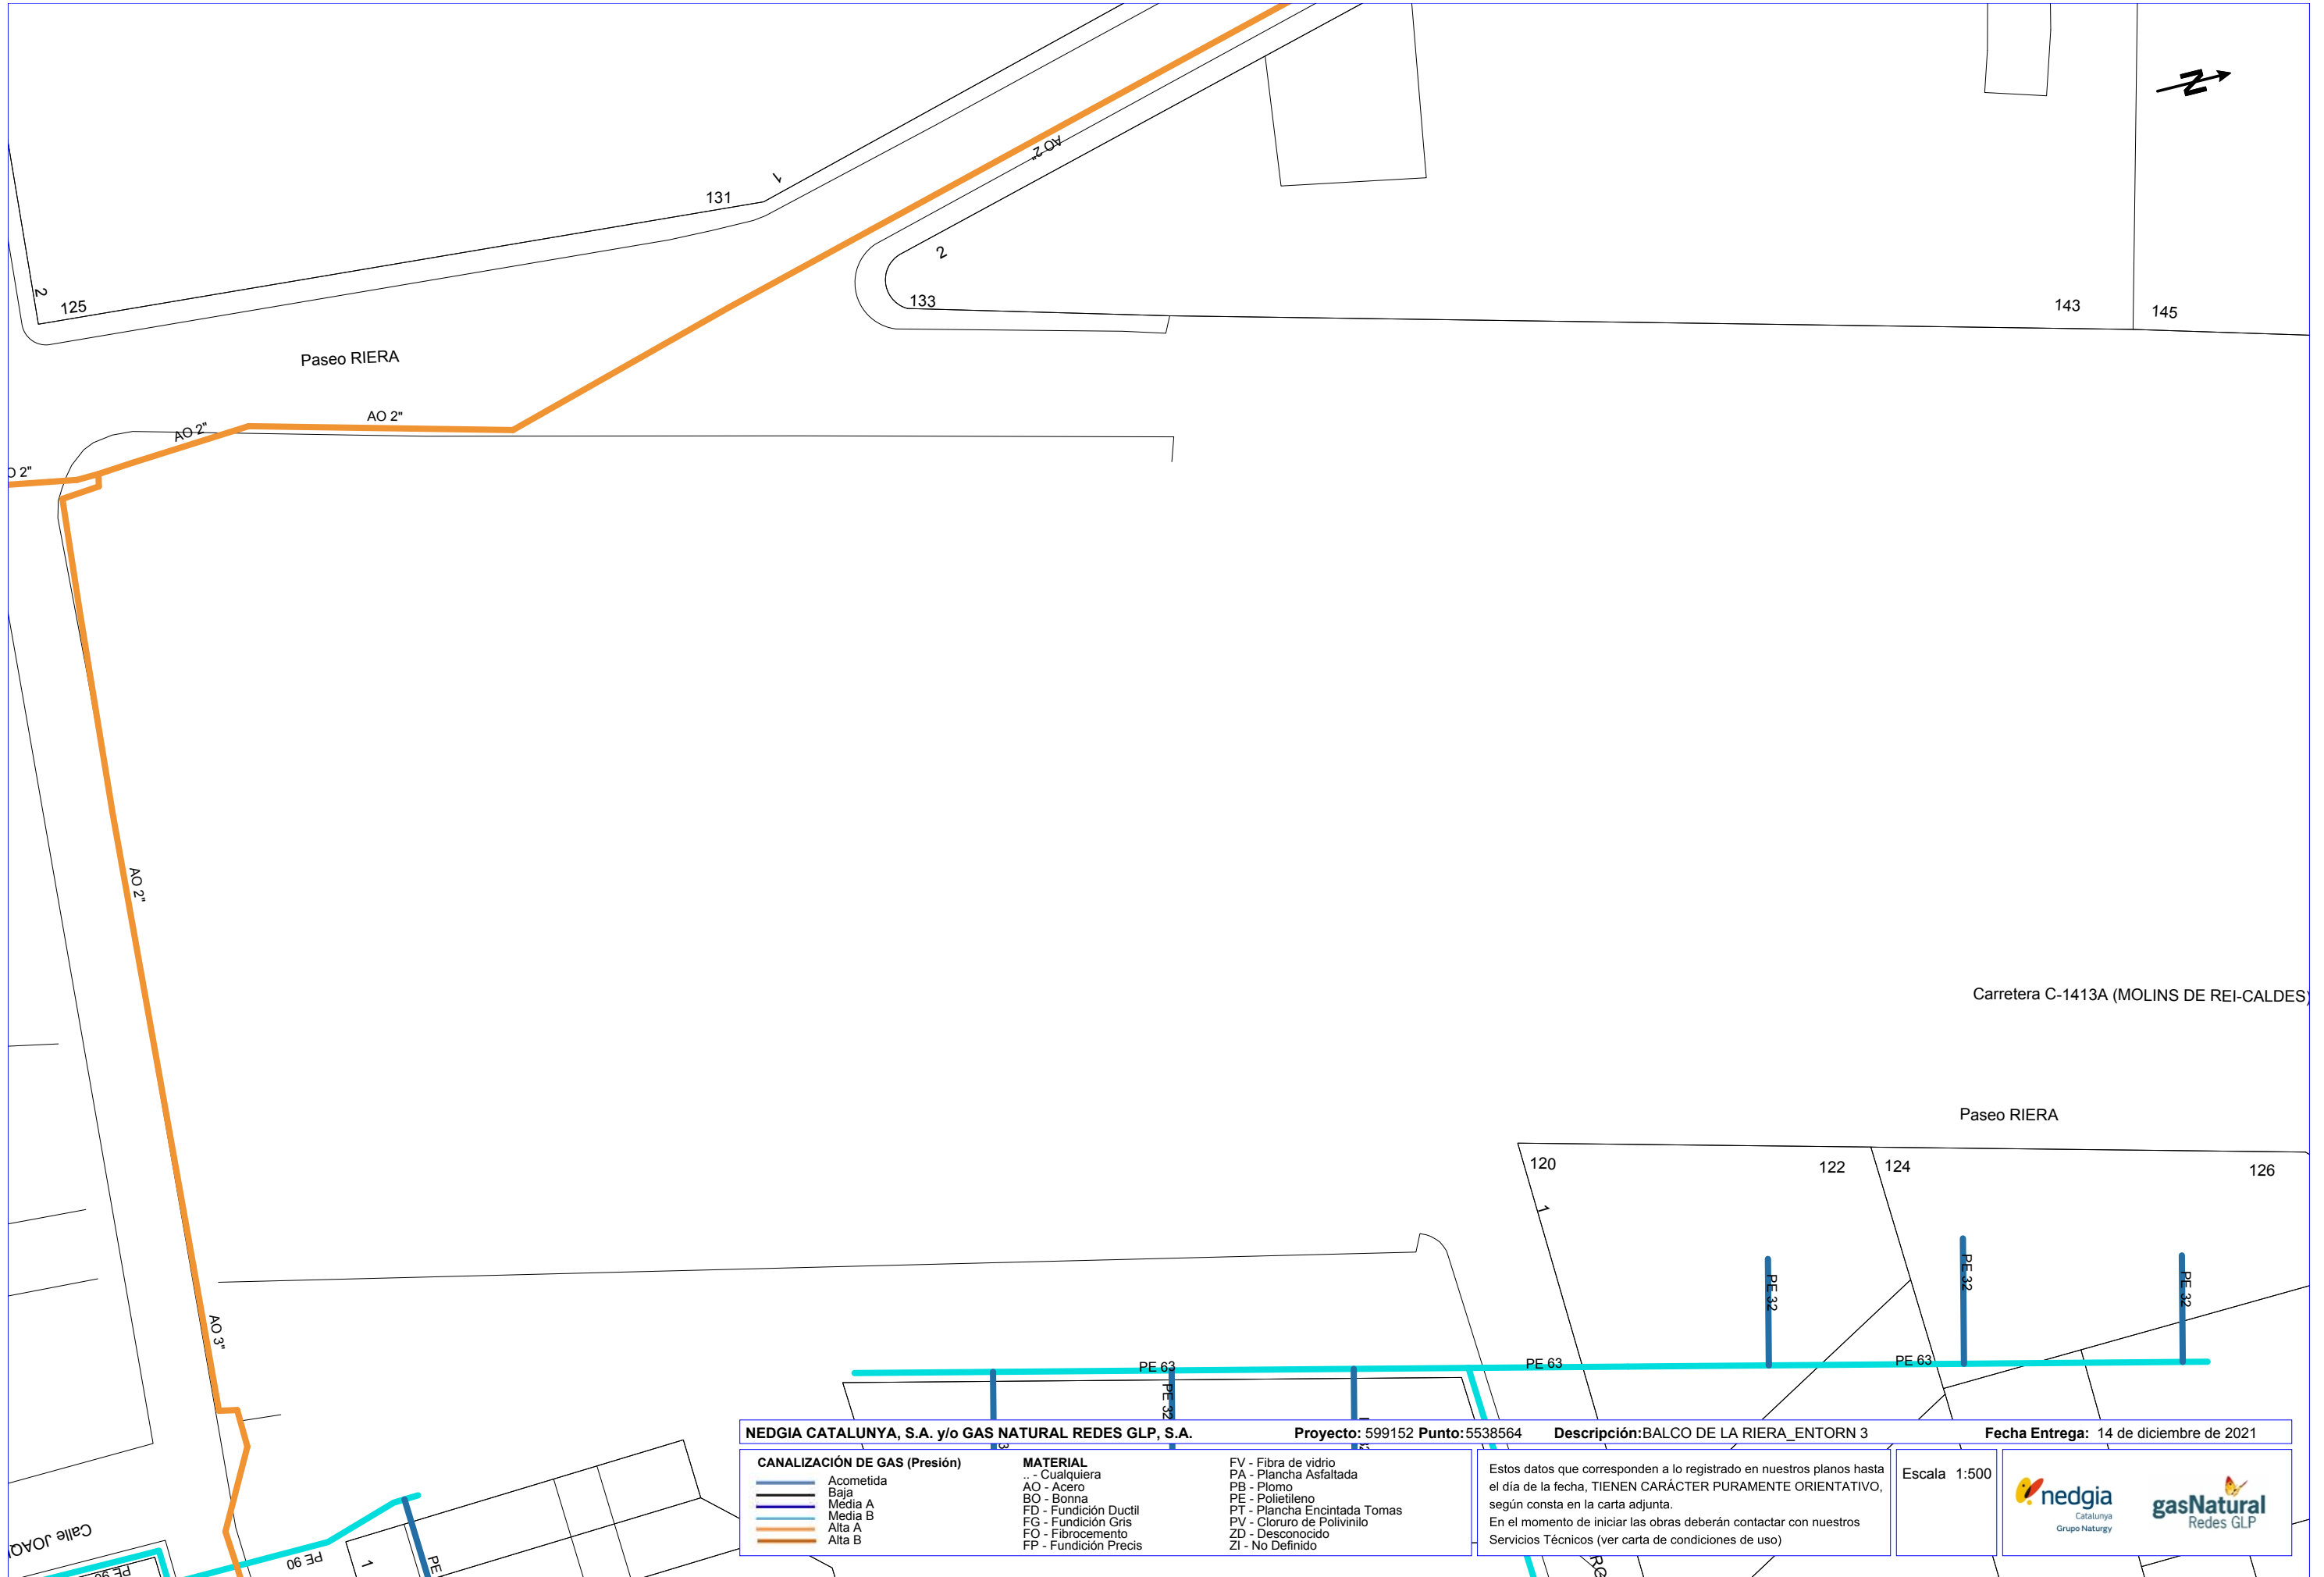 N
AO 2"
131
1
2
125
2
133
143
145
Paseo RIERA
AO 2"
AO 2"
O 2"
AO 2"
Carretera C-1413A (MOLINS DE REI-CALDES)
Paseo RIERA
120
122
124
126
1
PE 32
PE 32
PE 32
AO 3"
PE 63
PE 63
PE 63
PE 32
NEDGIA CATALUNYA, S.A. y/o GAS NATURAL REDES GLP, S.A. Proyecto: 599152 Punto:5538564 Descripción:BALCO DE LA RIERA_ENTORN 3 Fecha Entrega: 14 de diciembre de 2021
CANALIZACIÓN DE GAS (Presión)
Acometida
Baja
Media A
Media B
Alta A
Alta B
MATERIAL
.. - Cualquiera
AO - Acero
BO - Bonna
FD - Fundición Ductil
FG - Fundición Gris
FO - Fibrocemento
FP - Fundición Precis
FV - Fibra de vidrio
PA - Plancha Asfaltada
PB - Plomo
PE - Polietileno
PT - Plancha Encintada Tomas
PV - Cloruro de Polivinilo
ZD - Desconocido
ZI - No Definido
Estos datos que corresponden a lo registrado en nuestros planos hasta
el día de la fecha, TIENEN CARÁCTER PURAMENTE ORIENTATIVO,
según consta en la carta adjunta.
En el momento de iniciar las obras deberán contactar con nuestros
Servicios Técnicos (ver carta de condiciones de uso)
Escala 1:500
nedgia
Catalunya
Grupo Naturgy
gasNatural
Redes GLP
Calle JOAQ
PE 90
1
PE